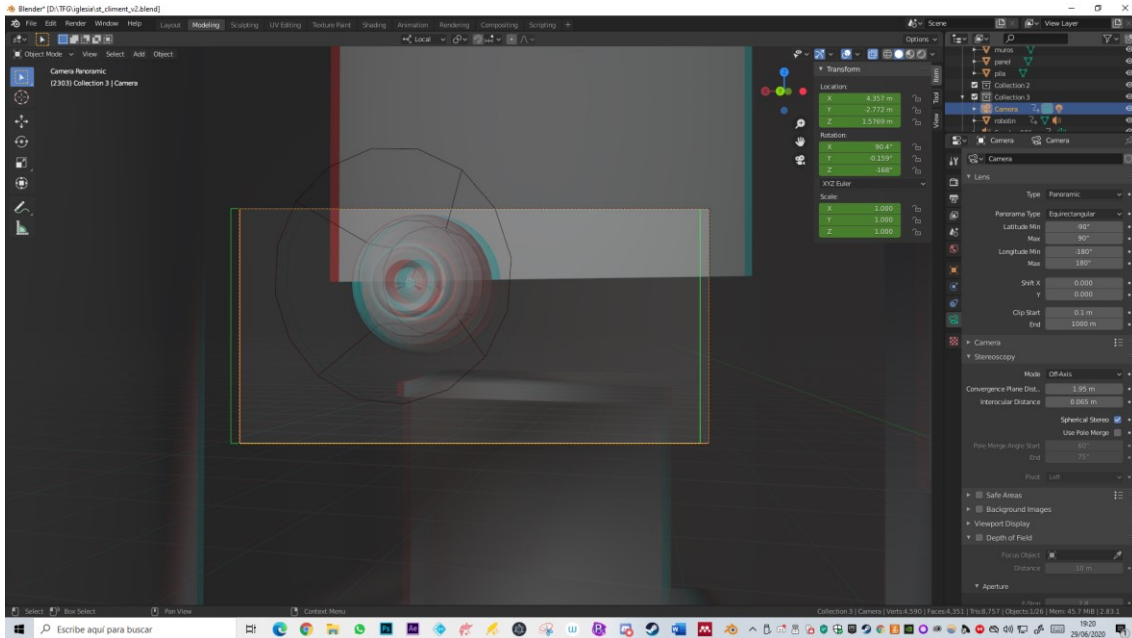 Blender* [D:\TFG\iglesia\st_climent_v2.blend]
File Edit Render Window Help Layout Modeling Sculpting UV Editing Texture Paint Shading Animation Rendering Compositing Scripting + Scene View Layer
Local Options
Object Mode View Select Add Object
Camera Panoramic
(2303) Collection 3 | Camera
Transform
Location:
X 4.357 m
Y -2.772 m
Z 1.5769 m
Rotation:
X 90.4°
Y -0.159°
Z -168°
XYZ Euler
Scale:
X 1.000
Y 1.000
Z 1.000
Item
Tool
View
muros
panel
pila
Collection 2
Collection 3
Camera
robotin
Camera Camera
Camera
Lens
Type Panoramic
Panorama Type Equirectangular
Latitude Min -90°
Max 90°
Longitude Min -180°
Max 180°
Shift X 0.000
Y 0.000
Clip Start 0.1 m
End 1000 m
Camera
Stereoscopy
Mode Off-Axis
Convergence Plane Dist.. 1.95 m
Interocular Distance 0.065 m
Spherical Stereo
Use Pole Merge
Pole Merge Angle Start 60°
End 75°
Pivot Left
Safe Areas
Background Images
Viewport Display
Depth of Field
Focus Object
Distance 10 m
Aperture
Select Box Select Pan View Context Menu Collection 3 | Camera | Verts:4,590 | Faces:4,351 | Tris:8,757 | Objects:1/26 | Mem: 45.7 MiB | 2.83.1
Escribe aquí para buscar
19:20
29/06/2020